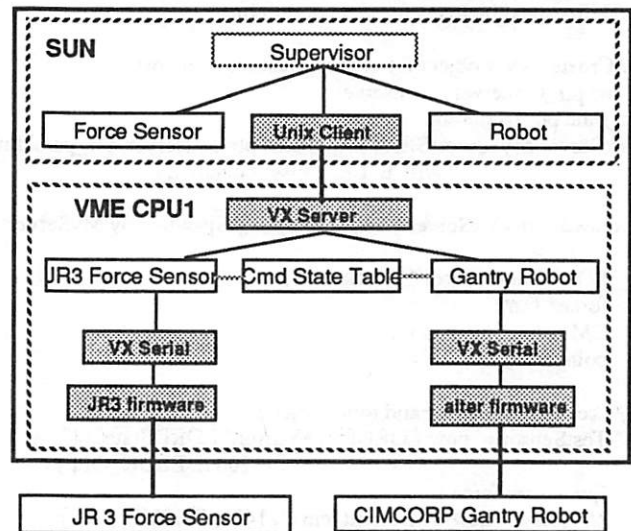 SUN
Supervisor
Force Sensor
Unix Client
Robot
VME CPU1
VX Server
JR3 Force Sensor
Cmd State Table
Gantry Robot
VX Serial
VX Serial
JR3 firmware
alter firmware
JR 3 Force Sensor
CIMCORP Gantry Robot